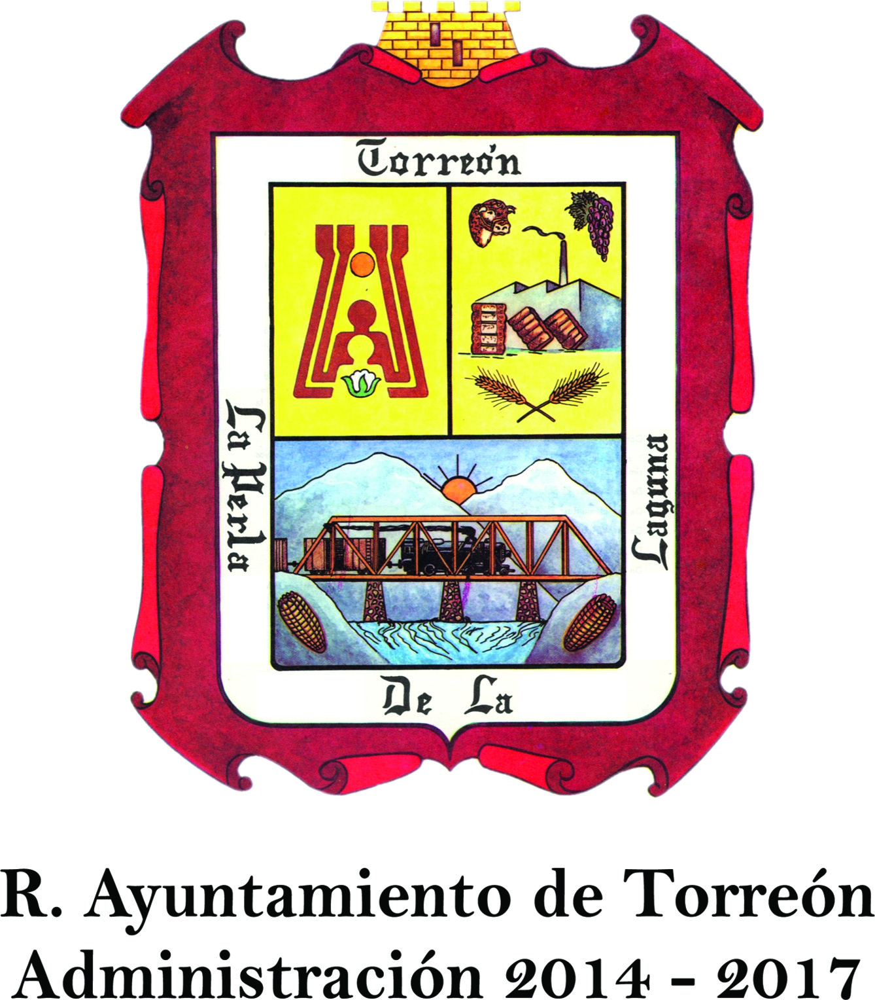 Torreón
La Perla
De La
Laguna
R. Ayuntamiento de Torreón
Administración 2014 - 2017